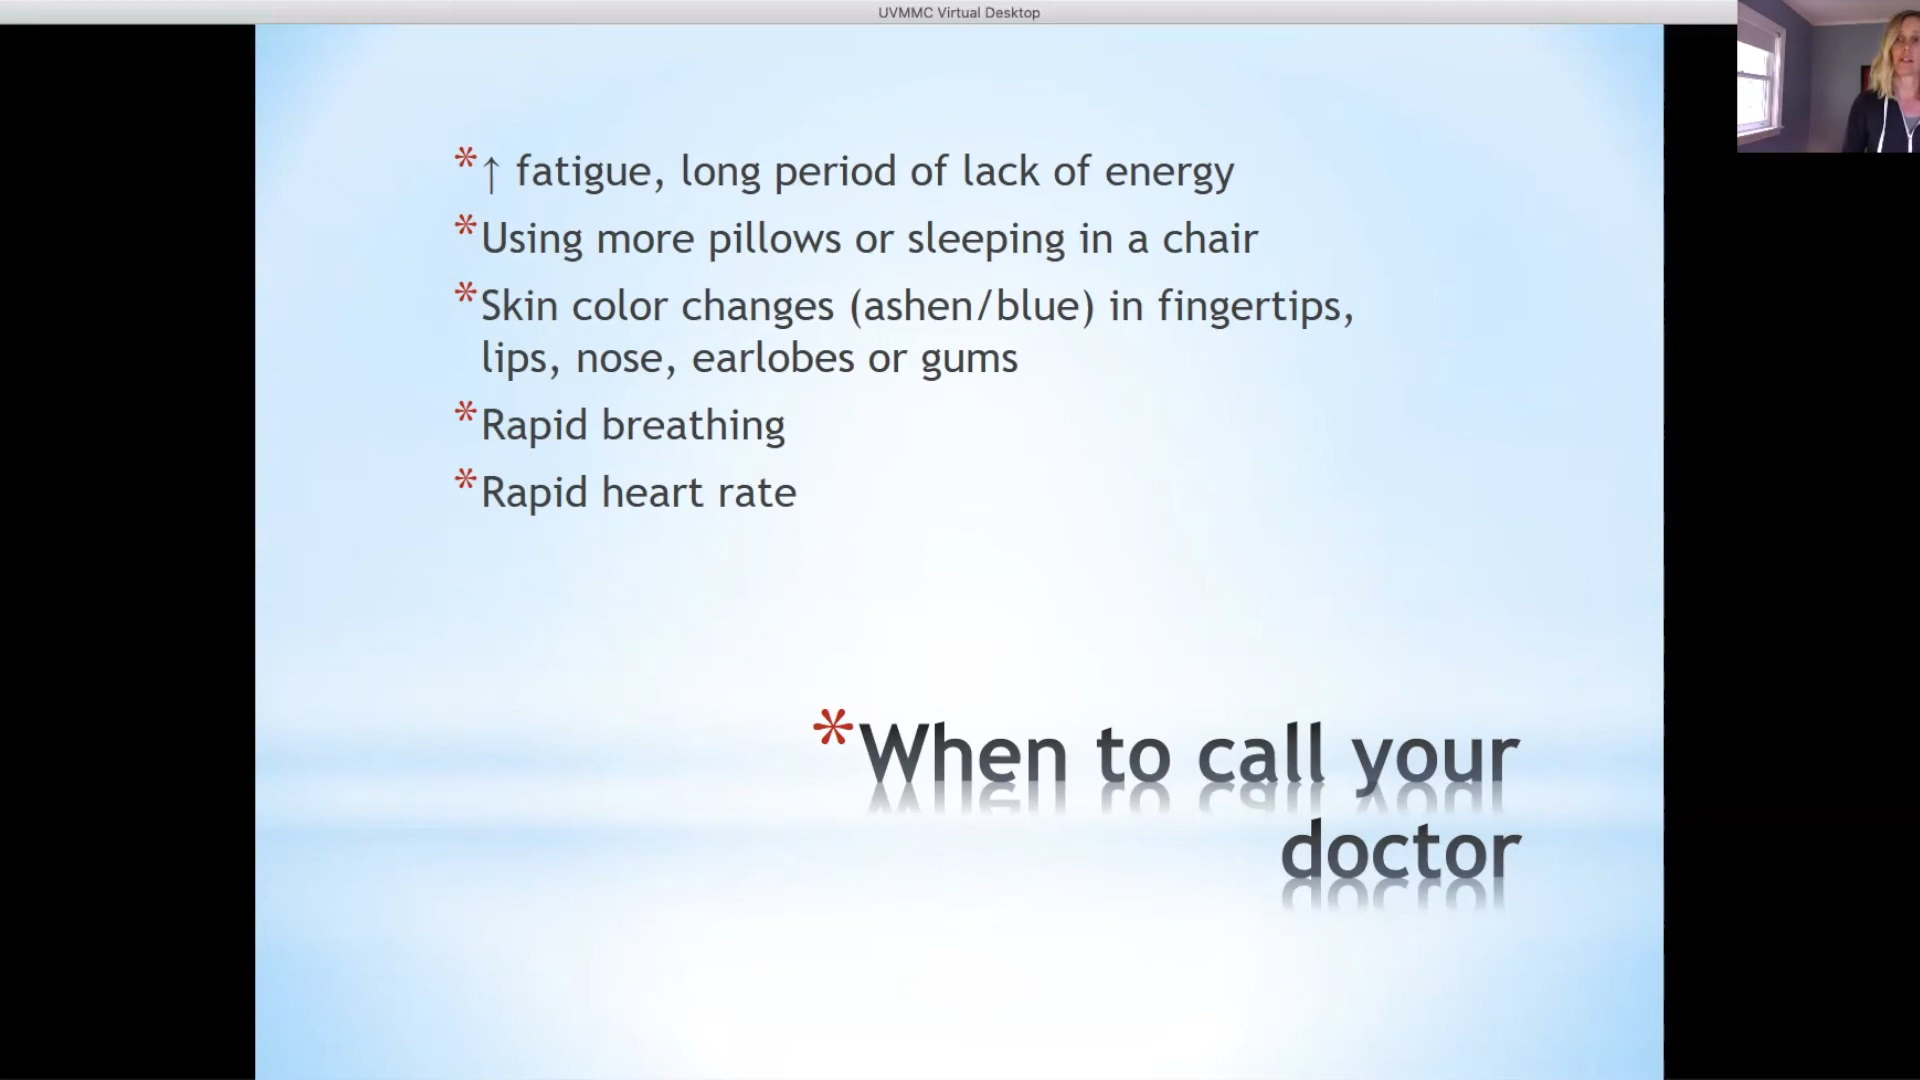 UVMMC Virtual Desktop
*↑ fatigue, long period of lack of energy
*Using more pillows or sleeping in a chair
*Skin color changes (ashen/blue) in fingertips,
lips, nose, earlobes or gums
*Rapid breathing
*Rapid heart rate
*When to call your
doctor